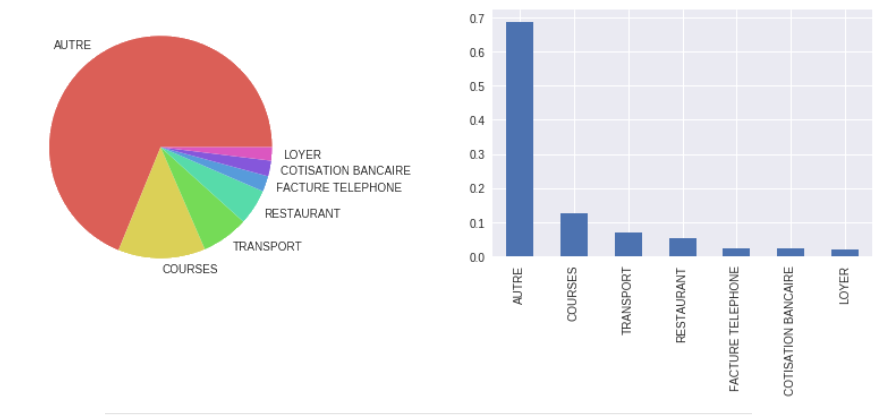 AUTRE
LOYER
COTISATION BANCAIRE
FACTURE TELEPHONE
RESTAURANT
TRANSPORT
COURSES
0.7
0.6
0.5
0.4
0.3
0.2
0.1
0.0
AUTRE
COURSES
TRANSPORT
RESTAURANT
FACTURE TELEPHONE
COTISATION BANCAIRE
LOYER